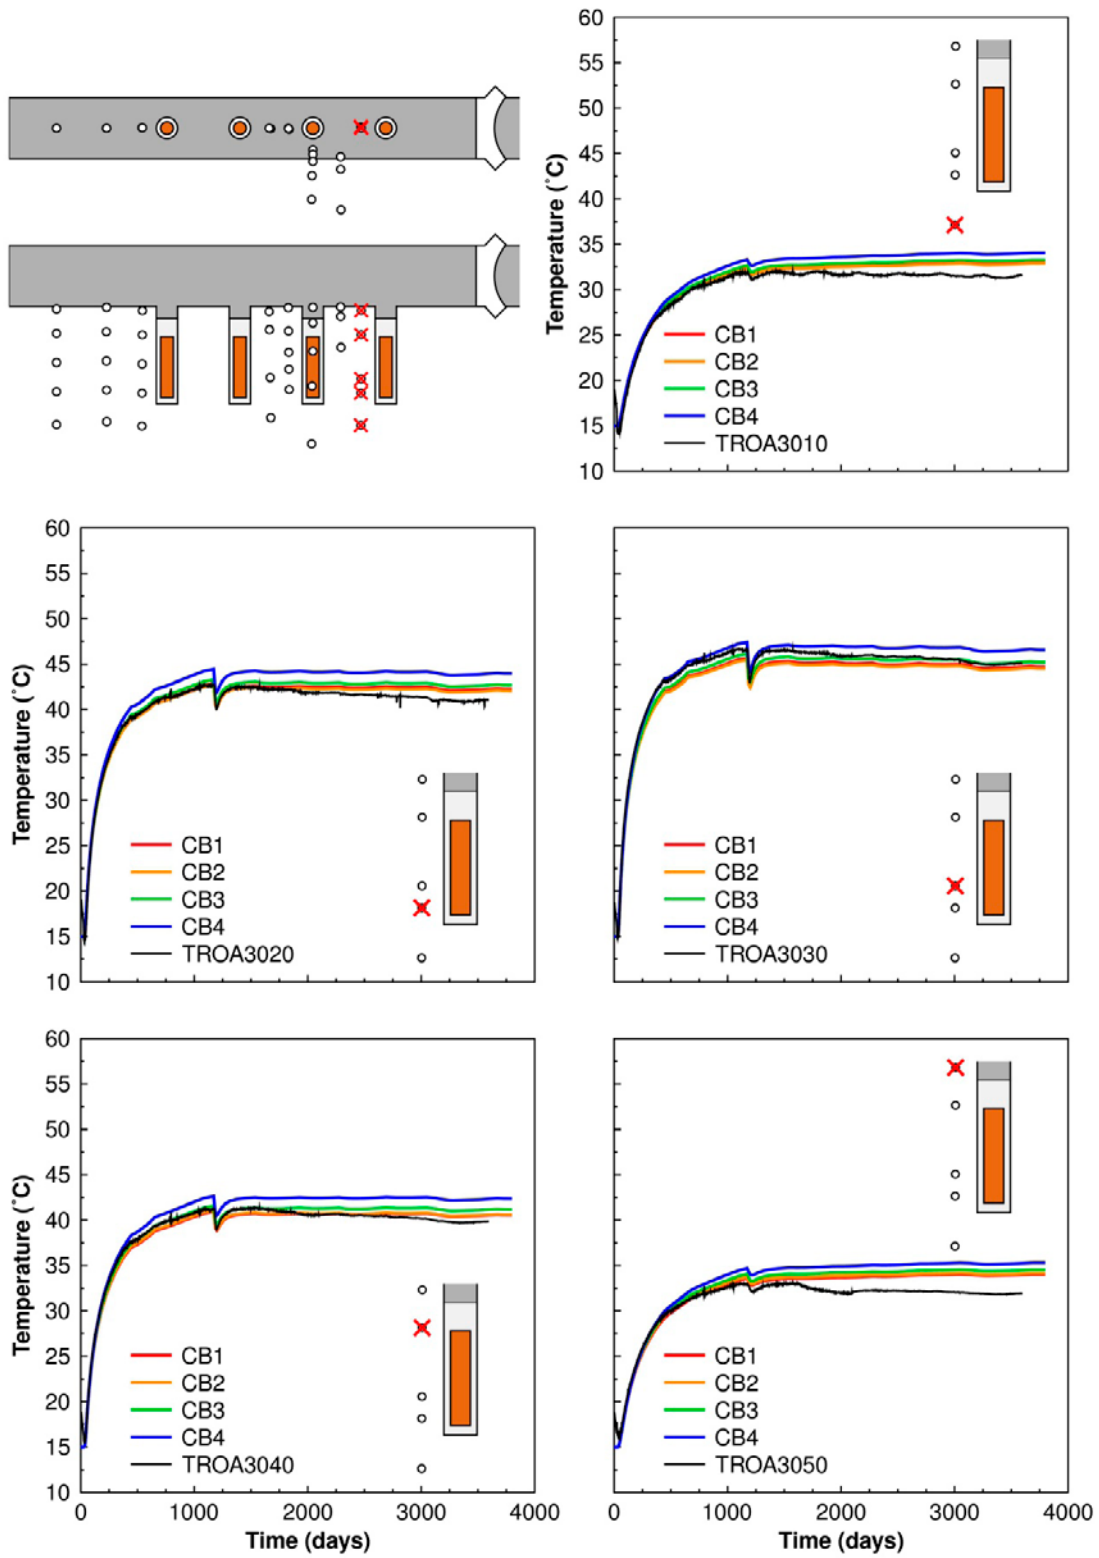 60
55
50
45
40
35
30
25
20
15
10
Temperature (˚C)
CB1
CB2
CB3
CB4
TROA3010
60
55
50
45
40
35
30
25
20
15
10
Temperature (˚C)
CB1
CB2
CB3
CB4
TROA3020
CB1
CB2
CB3
CB4
TROA3030
60
55
50
45
40
35
30
25
20
15
10
Temperature (˚C)
CB1
CB2
CB3
CB4
TROA3040
0 1000 2000 3000 4000
Time (days)
CB1
CB2
CB3
CB4
TROA3050
0 1000 2000 3000 4000
Time (days)